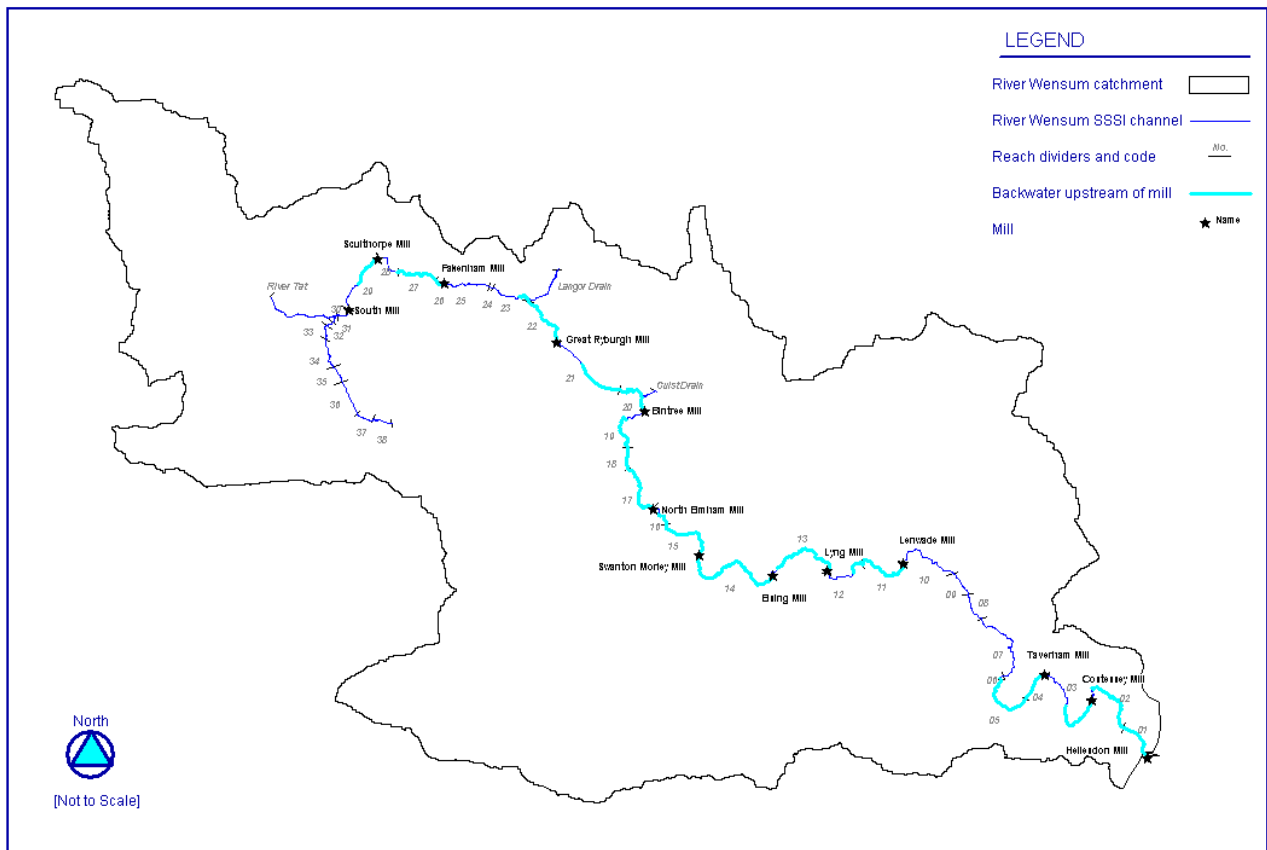 LEGEND
River Wensum catchment
River Wensum SSSI channel
Reach dividers and code
No.
Backwater upstream of mill
Mill
Name
Sculthorpe Mill
28
Fakenham Mill
29
27
26
25
24
23
Langor Drain
River Tat
30
31
South Mill
33
32
22
Great Ryburgh Mill
34
35
21
36
Guist Drain
20
Bintree Mill
37
38
19
18
17
North Elmham Mill
16
15
13
Swanton Morley Mill
14
Lyng Mill
Lenwade Mill
Elsing Mill
12
11
10
09
08
07
Taverham Mill
06
05
04
03
Costessey Mill
02
01
Hellesdon Mill
North
[Not to Scale]